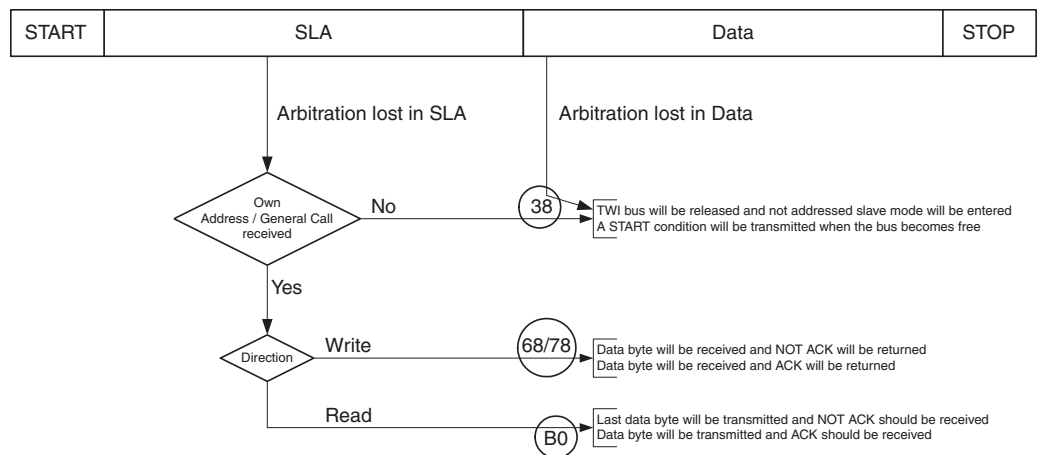 START SLA Data STOP
Arbitration lost in SLA Arbitration lost in Data
Own
Address / General Call
received
No
38
TWI bus will be released and not addressed slave mode will be entered
A START condition will be transmitted when the bus becomes free
Yes
Direction
Write
68/78
Data byte will be received and NOT ACK will be returned
Data byte will be received and ACK will be returned
Read
B0
Last data byte will be transmitted and NOT ACK should be received
Data byte will be transmitted and ACK should be received